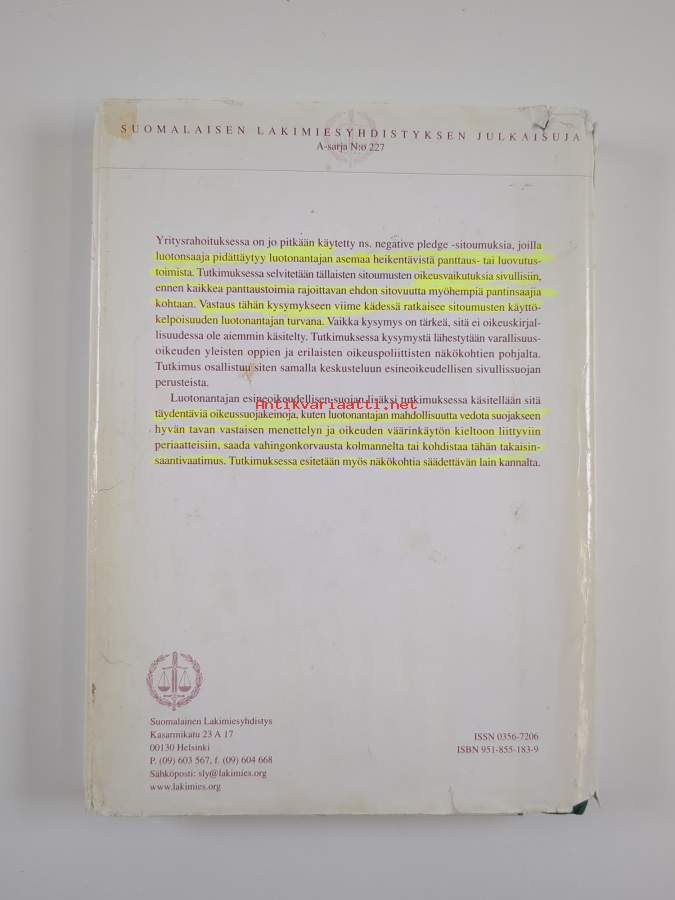 SUOMALAISEN LAKIMIESYHDISTYKSEN JULKAISUJA
A-sarja N:o 227
Yritysrahoituksessa on jo pitkään käytetty ns. negative pledge -sitoumuksia, joilla
luotonsaaja pidättäytyy luotonantajan asemaa heikentävistä panttaus- tai luovutus-
toimista. Tutkimuksessa selvitetään tällaisten sitoumusten oikeusvaikutuksia sivullisiin,
ennen kaikkea panttaustoimia rajoittavan ehdon sitovuutta myöhempiä pantinsaajia
kohtaan. Vastaus tähän kysymykseen viime kädessä ratkaisee sitoumusten käyttö-
kelpoisuuden luotonantajan turvana. Vaikka kysymys on tärkeä, sitä ei oikeuskirjal-
lisuudessa ole aiemmin käsitelty. Tutkimuksessa kysymystä lähestytään varallisuus-
oikeuden yleisten oppien ja erilaisten oikeuspoliittisten näkökohtien pohjalta.
Tutkimus osallistuu siten samalla keskusteluun esineoikeudellisen sivullissuojan
perusteista.
Luotonantajan esineoikeudellisen suojan lisäksi tutkimuksessa käsitellään sitä
Antikvariaatti.net
täydentäviä oikeussuojakeinoja, kuten luotonantajan mahdollisuutta vedota suojakseen
hyvän tavan vastaisen menettelyn ja oikeuden väärinkäytön kieltoon liittyviin
periaatteisiin, saada vahingonkorvausta kolmannelta tai kohdistaa tähän takaisin-
saantivaatimus. Tutkimuksessa esitetään myös näkökohtia säädettävän lain kannalta.
Suomalainen Lakimiesyhdistys
Kasarmikatu 23 A 17
00130 Helsinki
P. (09) 603 567, f. (09) 604 668
Sähköposti: sly@lakimies.org
www.lakimies.org
ISSN 0356-7206
ISBN 951-855-183-9